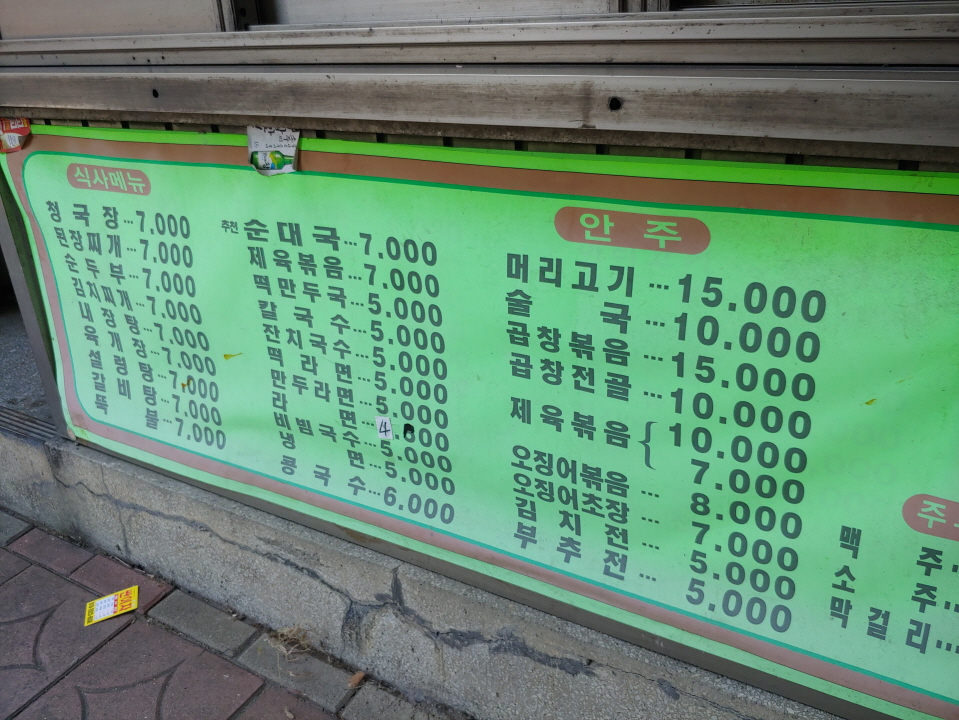 식사메뉴
청국장...7,000
된장찌개...7,000
순두부...7,000
김치찌개...7,000
내장탕...7,000
육개장...7,000
설렁탕...7,000
갈비탕...7,000
뚝불...7,000
추천 순대국...7,000
제육볶음...7,000
떡만두국...5,000
칼국수...5,000
잔치국수...5,000
떡라면...5,000
만두라면...5,000
라면...4.000
비빔국수...5,000
냉면...5,000
콩국수...6,000
안주
머리고기...15.000
술국...10.000
곱창볶음...15.000
곱창전골...10.000
제육볶음{10.000
7.000
오징어볶음...8.000
오징어초장...7.000
김치전...5.000
부추전...5.000
주
맥주..
소주...
막걸리...